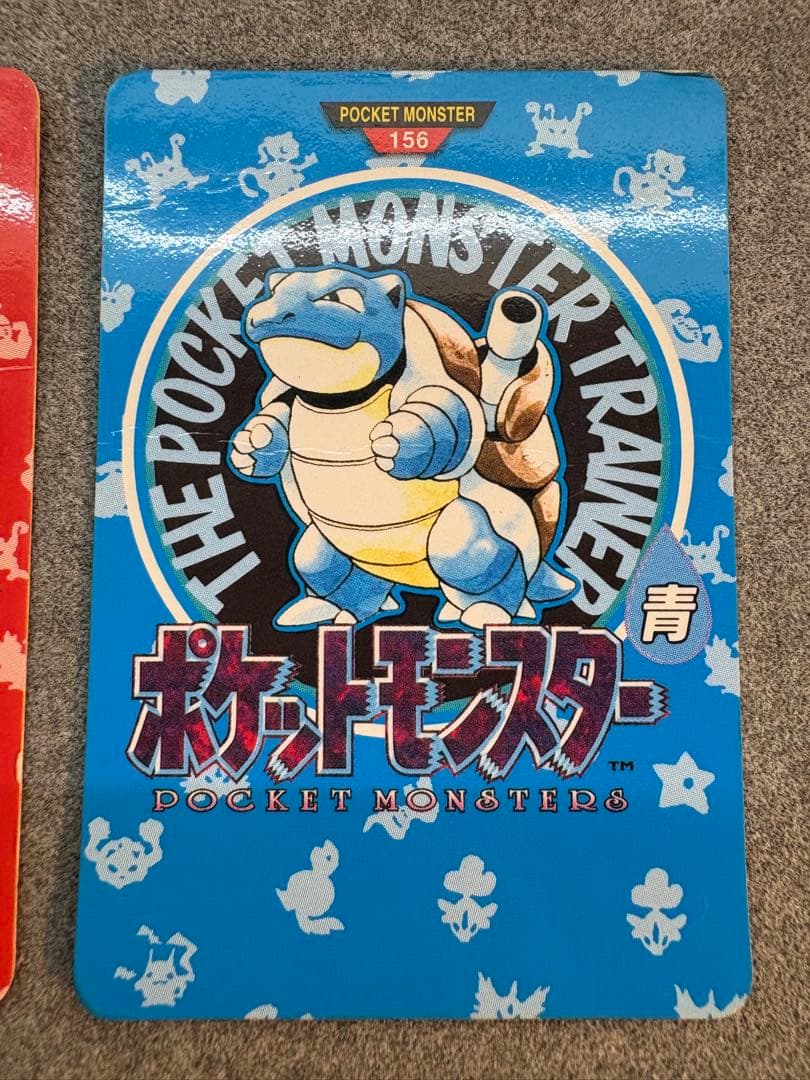 POCKET MONSTER
156
THE POCKET MONSTER TRAINER
青
ポケットモンスター
TM
POCKET MONSTERS